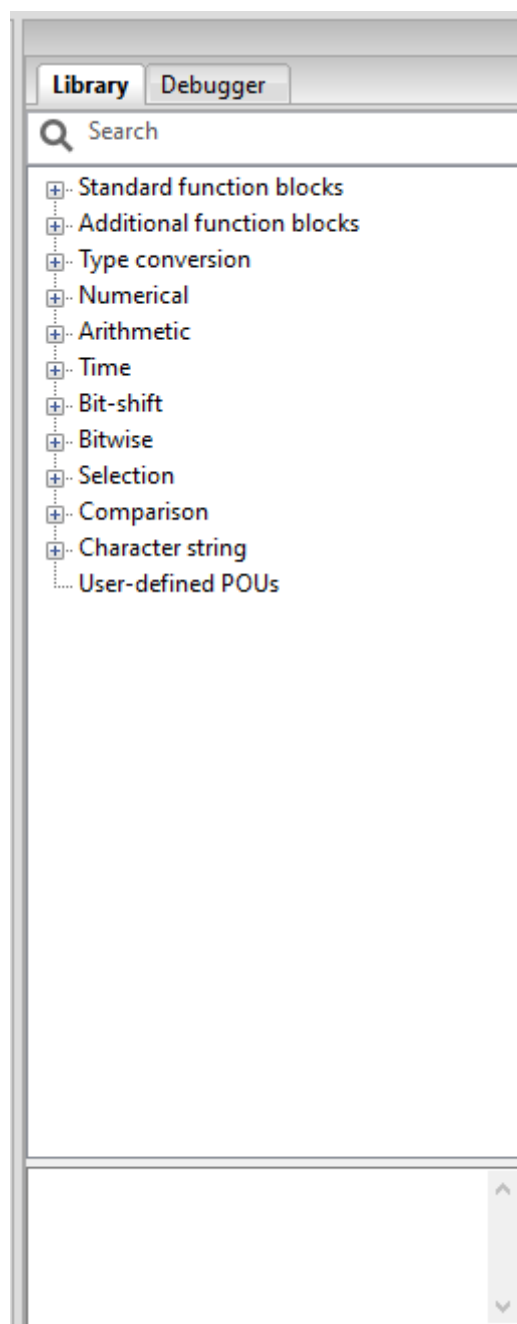 Library Debugger
Search
Standard function blocks
Additional function blocks
Type conversion
Numerical
Arithmetic
Time
Bit-shift
Bitwise
Selection
Comparison
Character string
User-defined POUs